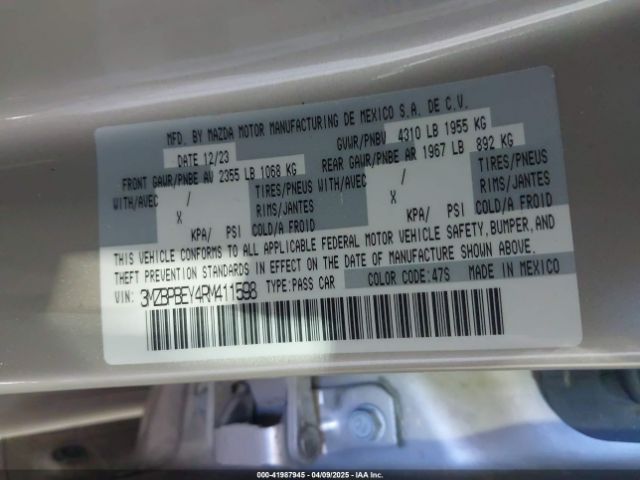 MFD. BY MAZDA MOTOR MANUFACTURING DE MEXICO S.A. DE C.V.
DATE 12/23 GVWR/PNBV 4310 LB 1955 KG
FRONT GAWR/PNBE AV 2355 LB 1068 KG REAR GAWR/PNBE AR 1967 LB 892 KG
WITH/AVEC / TIRES/PNEUS WITH/AVEC / TIRES/PNEUS
X RIMS/JANTES X RIMS/JANTES
KPA/ PSI COLD/A FROID KPA/ PSI COLD/A FROID
THIS VEHICLE CONFORMS TO ALL APPLICABLE FEDERAL MOTOR VEHICLE SAFETY, BUMPER, AND
THEFT PREVENTION STANDARDS IN EFFECT ON THE DATE OF MANUFACTURE SHOWN ABOVE.
VIN: 3MZBPBEY4RM411598 TYPE:PASS CAR COLOR CODE:47S MADE IN MEXICO
000-41987945 - 04/09/2025 - IAA Inc.